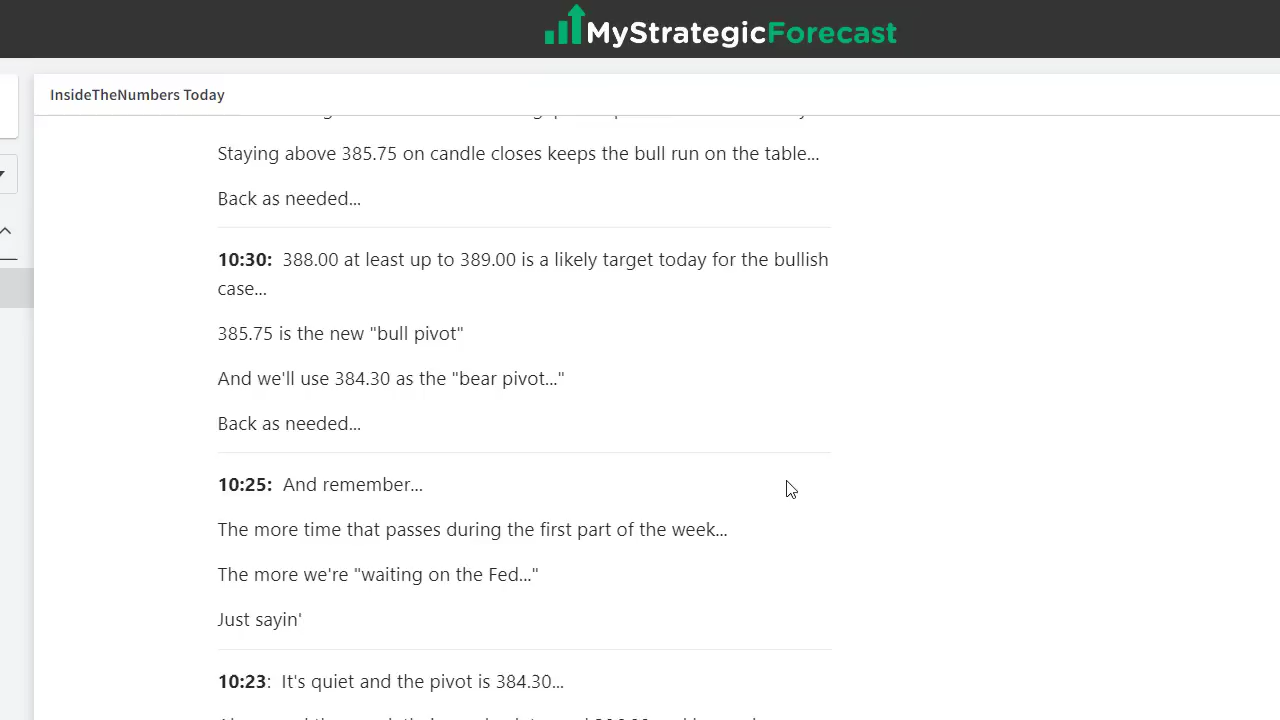 MyStrategicForecast
InsideTheNumbers Today
Staying above 385.75 on candle closes keeps the bull run on the table...
Back as needed...
10:30: 388.00 at least up to 389.00 is a likely target today for the bullish
case...
385.75 is the new "bull pivot"
And we'll use 384.30 as the "bear pivot..."
Back as needed...
10:25: And remember...
The more time that passes during the first part of the week...
The more we're "waiting on the Fed..."
Just sayin'
10:23: It's quiet and the pivot is 384.30...